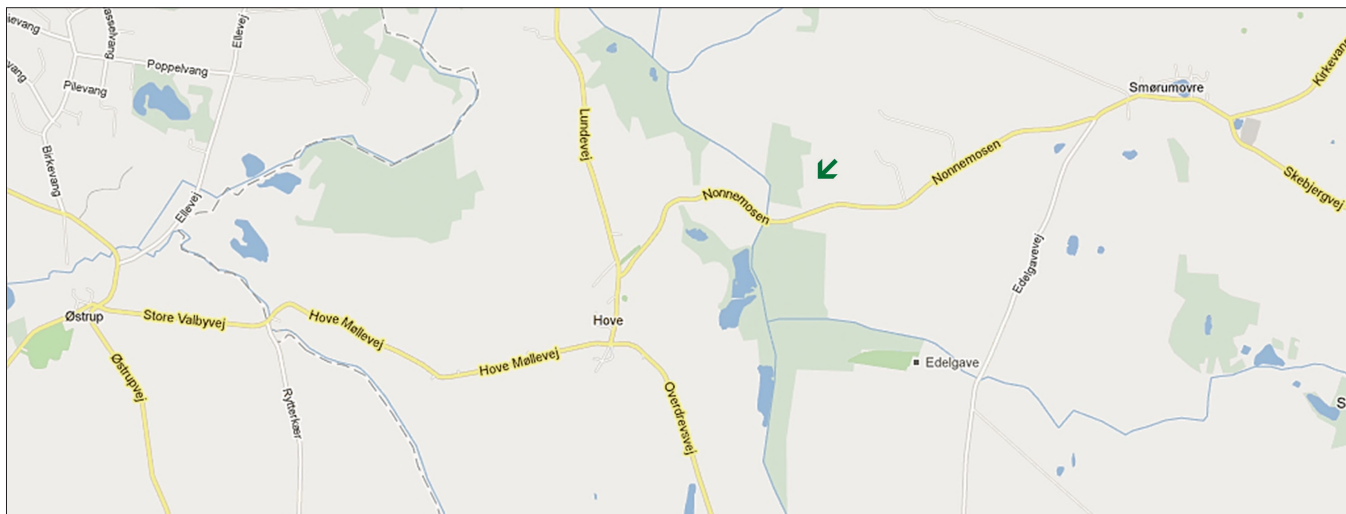 Ellevej
Poppelvang
Pilevang
Birkevang
Ellevej
Lundevej
Nonnemosen
Nonnemosen
Smørumovre
Kirkevang
Skebjergvej
Edelgavevej
Østrup
Store Valbyvej
Hove Møllevej
Hove
Hove Møllevej
Østrupvej
Rytterkær
Overdrevsvej
Edelgave
S